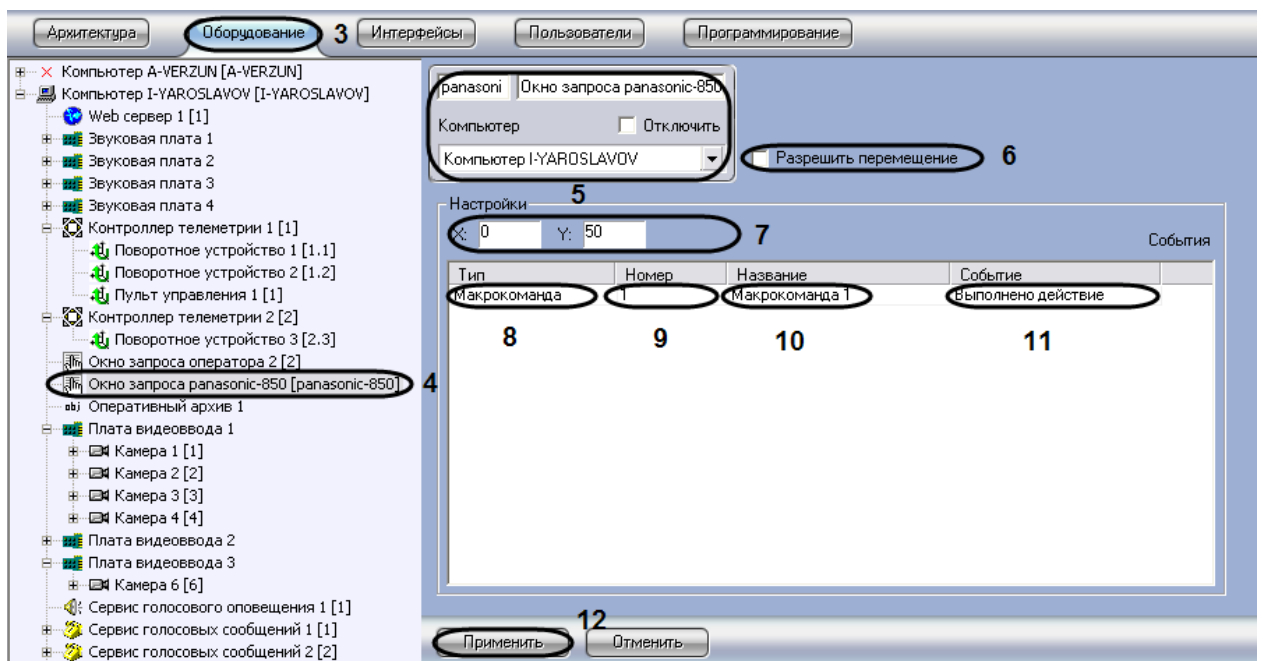 Архитектура Оборудование 3 Интерфейсы Пользователи Программирование
Компьютер A-VERZUN [A-VERZUN]
Компьютер I-YAROSLAVOV [I-YAROSLAVOV]
Web сервер 1 [1]
Звуковая плата 1
Звуковая плата 2
Звуковая плата 3
Звуковая плата 4
Контроллер телеметрии 1 [1]
Поворотное устройство 1 [1.1]
Поворотное устройство 2 [1.2]
Пульт управления 1 [1]
Контроллер телеметрии 2 [2]
Поворотное устройство 3 [2.3]
Окно запроса оператора 2 [2]
Окно запроса panasonic-850 [panasonic-850] 4
obj Оперативный архив 1
Плата видеоввода 1
Камера 1 [1]
Камера 2 [2]
Камера 3 [3]
Камера 4 [4]
Плата видеоввода 2
Плата видеоввода 3
Камера 6 [6]
Сервис голосового оповещения 1 [1]
Сервис голосовых сообщений 1 [1]
Сервис голосовых сообщений 2 [2]
panasoni Окно запроса panasonic-850
Компьютер Отключить
Компьютер I-YAROSLAVOV Разрешить перемещение 6
5
Настройки
X: 0 Y: 50 7
События
Тип Номер Название Событие
Макрокоманда 1 Макрокоманда 1 Выполнено действие
8 9 10 11
12
Применить Отменить